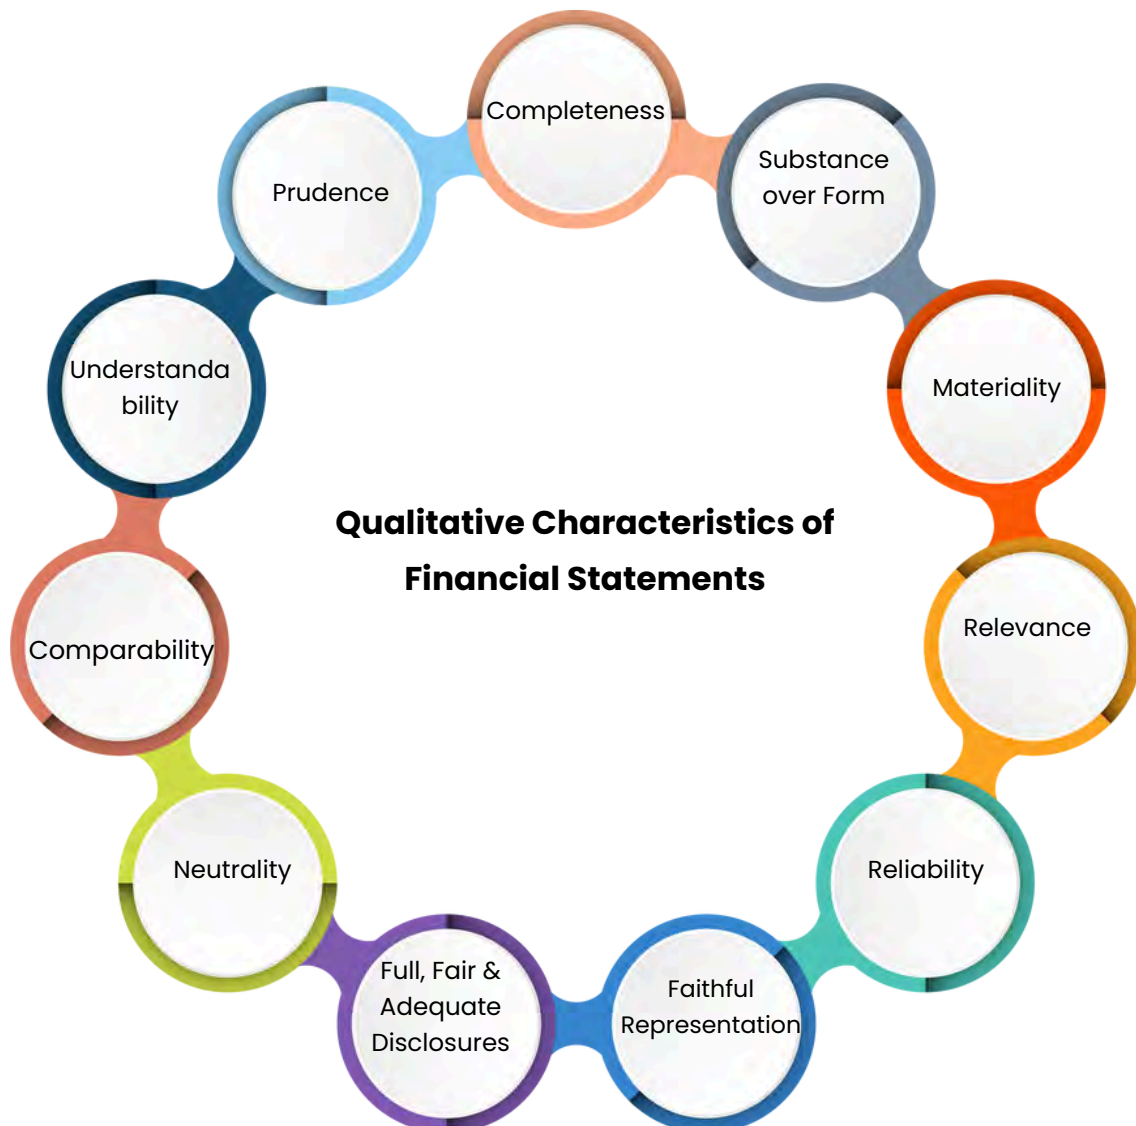 Completeness
Substance
over Form
Materiality
Relevance
Reliability
Faithful
Representation
Full, Fair &
Adequate
Disclosures
Neutrality
Comparability
Understanda
bility
Prudence
Qualitative Characteristics of
Financial Statements